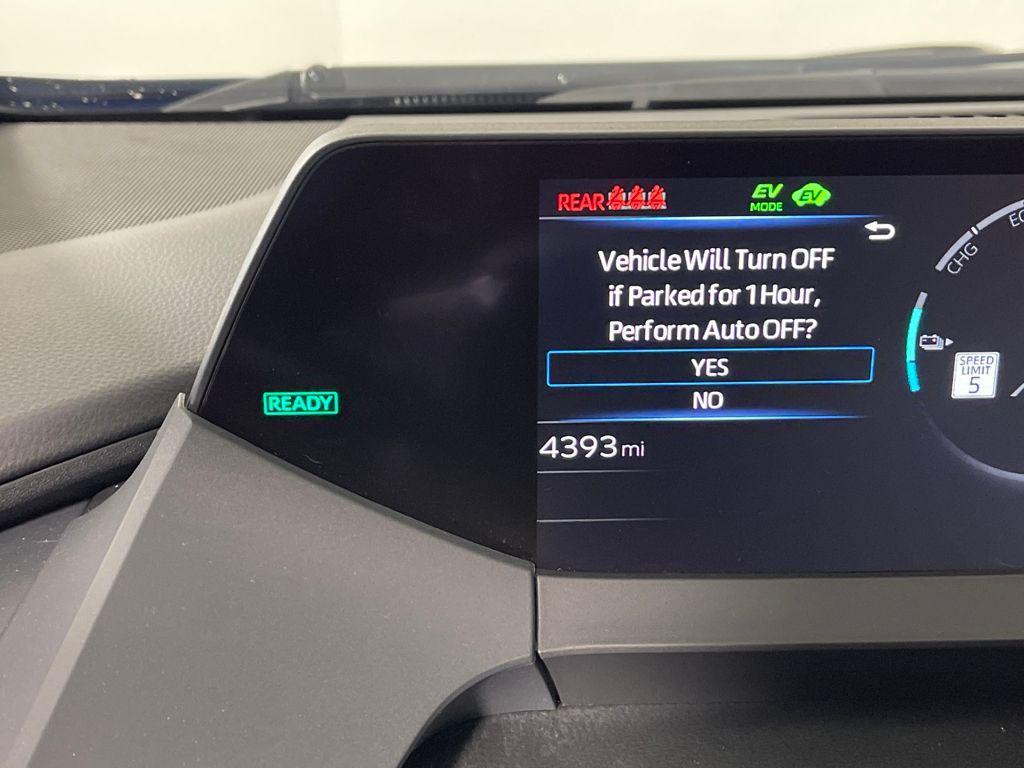 REAR
EV
MODE
EV
Vehicle Will Turn OFF
if Parked for 1 Hour,
Perform Auto OFF?
YES
NO
4393 mi
READY
CHG
EC
SPEED
LIMIT
5